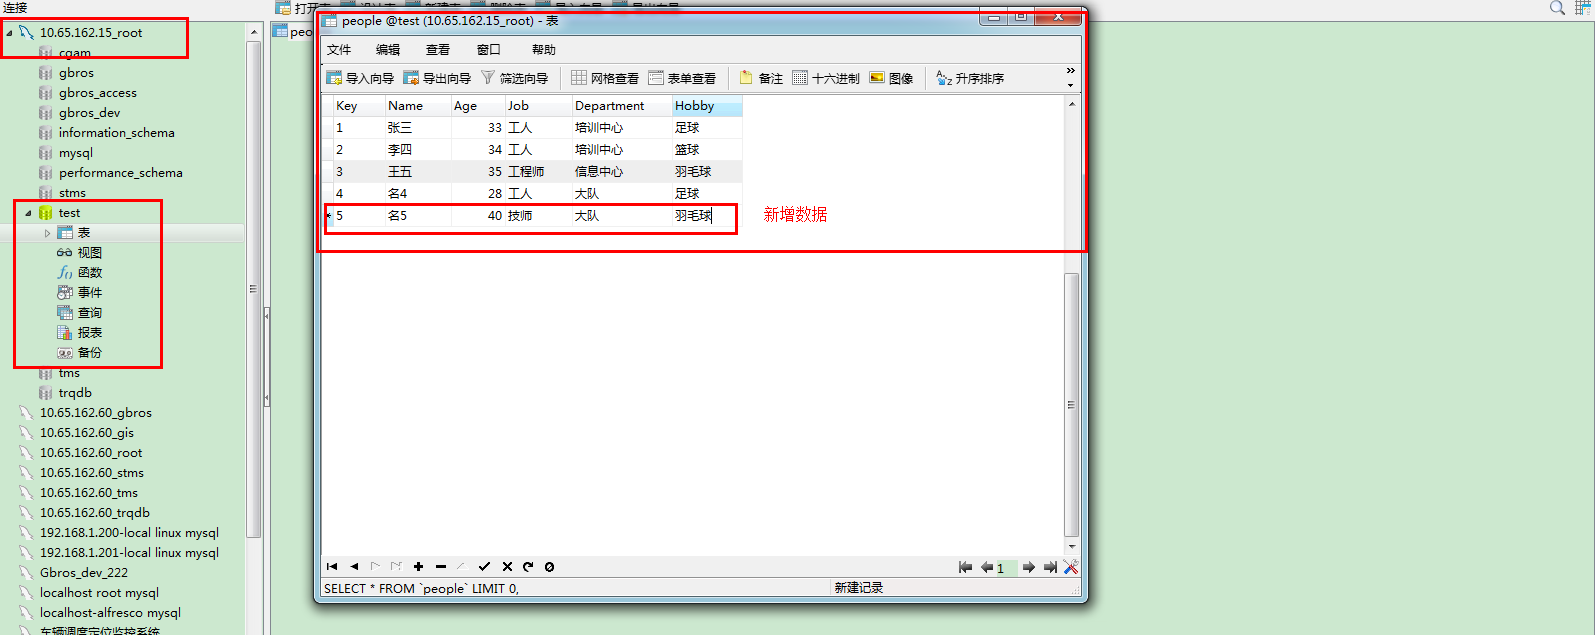 连接
10.65.162.15_root
cgam
gbros
gbros_access
gbros_dev
information_schema
mysql
performance_schema
stms
test
表
视图
函数
事件
查询
报表
备份
tms
trqdb
10.65.162.60_gbros
10.65.162.60_gis
10.65.162.60_root
10.65.162.60_stms
10.65.162.60_tms
10.65.162.60_trqdb
192.168.1.200-local linux mysql
192.168.1.201-local linux mysql
Gbros_dev_222
localhost root mysql
localhost-alfresco mysql
车辆调度定位监控系统
打开
peo
people @test (10.65.162.15_root) - 表
文件 编辑 查看 窗口 帮助
导入向导 导出向导 筛选向导 网格查看 表单查看 备注 十六进制 图像 升序排序 »
Key Name Age Job Department Hobby
1 张三 33 工人 培训中心 足球
2 李四 34 工人 培训中心 篮球
3 王五 35 工程师 信息中心 羽毛球
4 名4 28 工人 大队 足球
5 名5 40 技师 大队 羽毛球
新增数据
1
SELECT * FROM `people` LIMIT 0,
新建记录